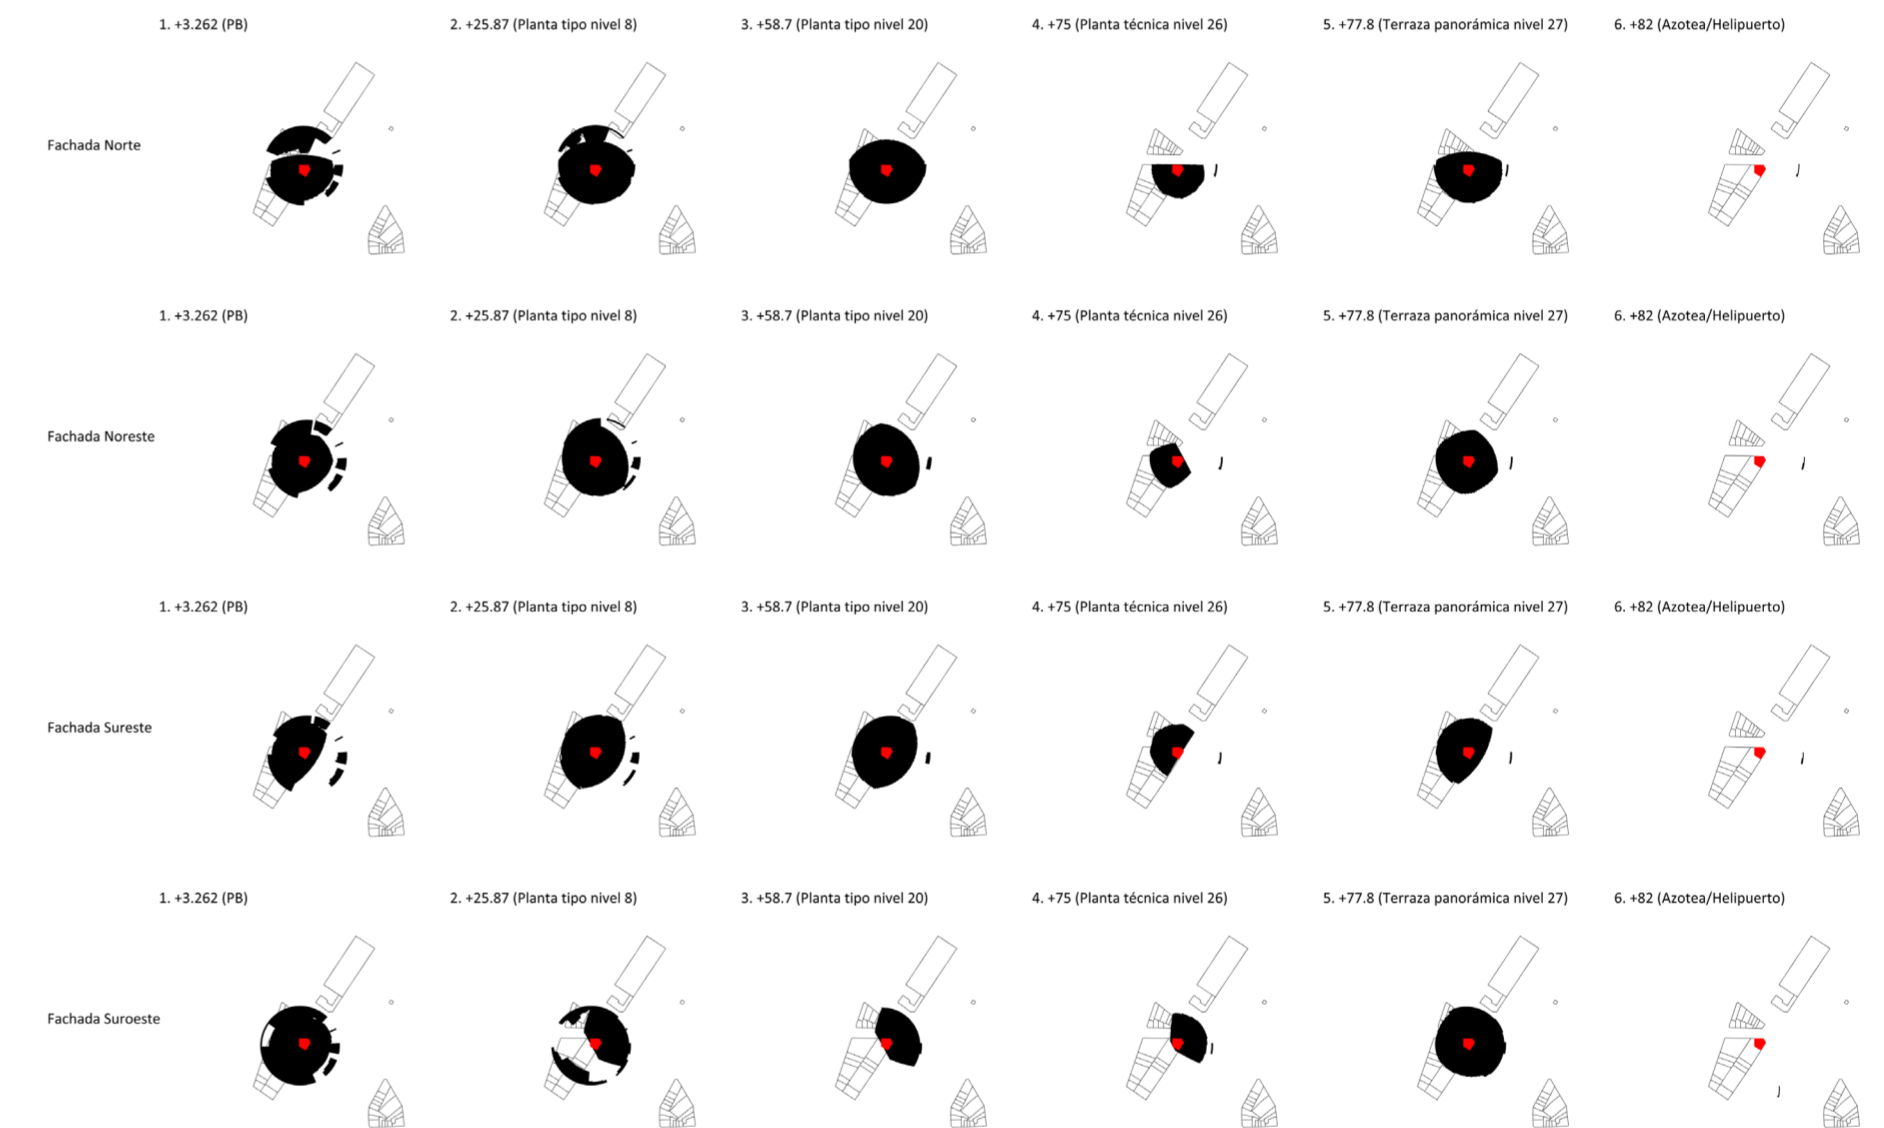 1. +3.262 (PB)
2. +25.87 (Planta tipo nivel 8)
3. +58.7 (Planta tipo nivel 20)
4. +75 (Planta técnica nivel 26)
5. +77.8 (Terraza panorámica nivel 27)
6. +82 (Azotea/Helipuerto)
Fachada Norte
1. +3.262 (PB)
2. +25.87 (Planta tipo nivel 8)
3. +58.7 (Planta tipo nivel 20)
4. +75 (Planta técnica nivel 26)
5. +77.8 (Terraza panorámica nivel 27)
6. +82 (Azotea/Helipuerto)
Fachada Noreste
1. +3.262 (PB)
2. +25.87 (Planta tipo nivel 8)
3. +58.7 (Planta tipo nivel 20)
4. +75 (Planta técnica nivel 26)
5. +77.8 (Terraza panorámica nivel 27)
6. +82 (Azotea/Helipuerto)
Fachada Sureste
1. +3.262 (PB)
2. +25.87 (Planta tipo nivel 8)
3. +58.7 (Planta tipo nivel 20)
4. +75 (Planta técnica nivel 26)
5. +77.8 (Terraza panorámica nivel 27)
6. +82 (Azotea/Helipuerto)
Fachada Suroeste